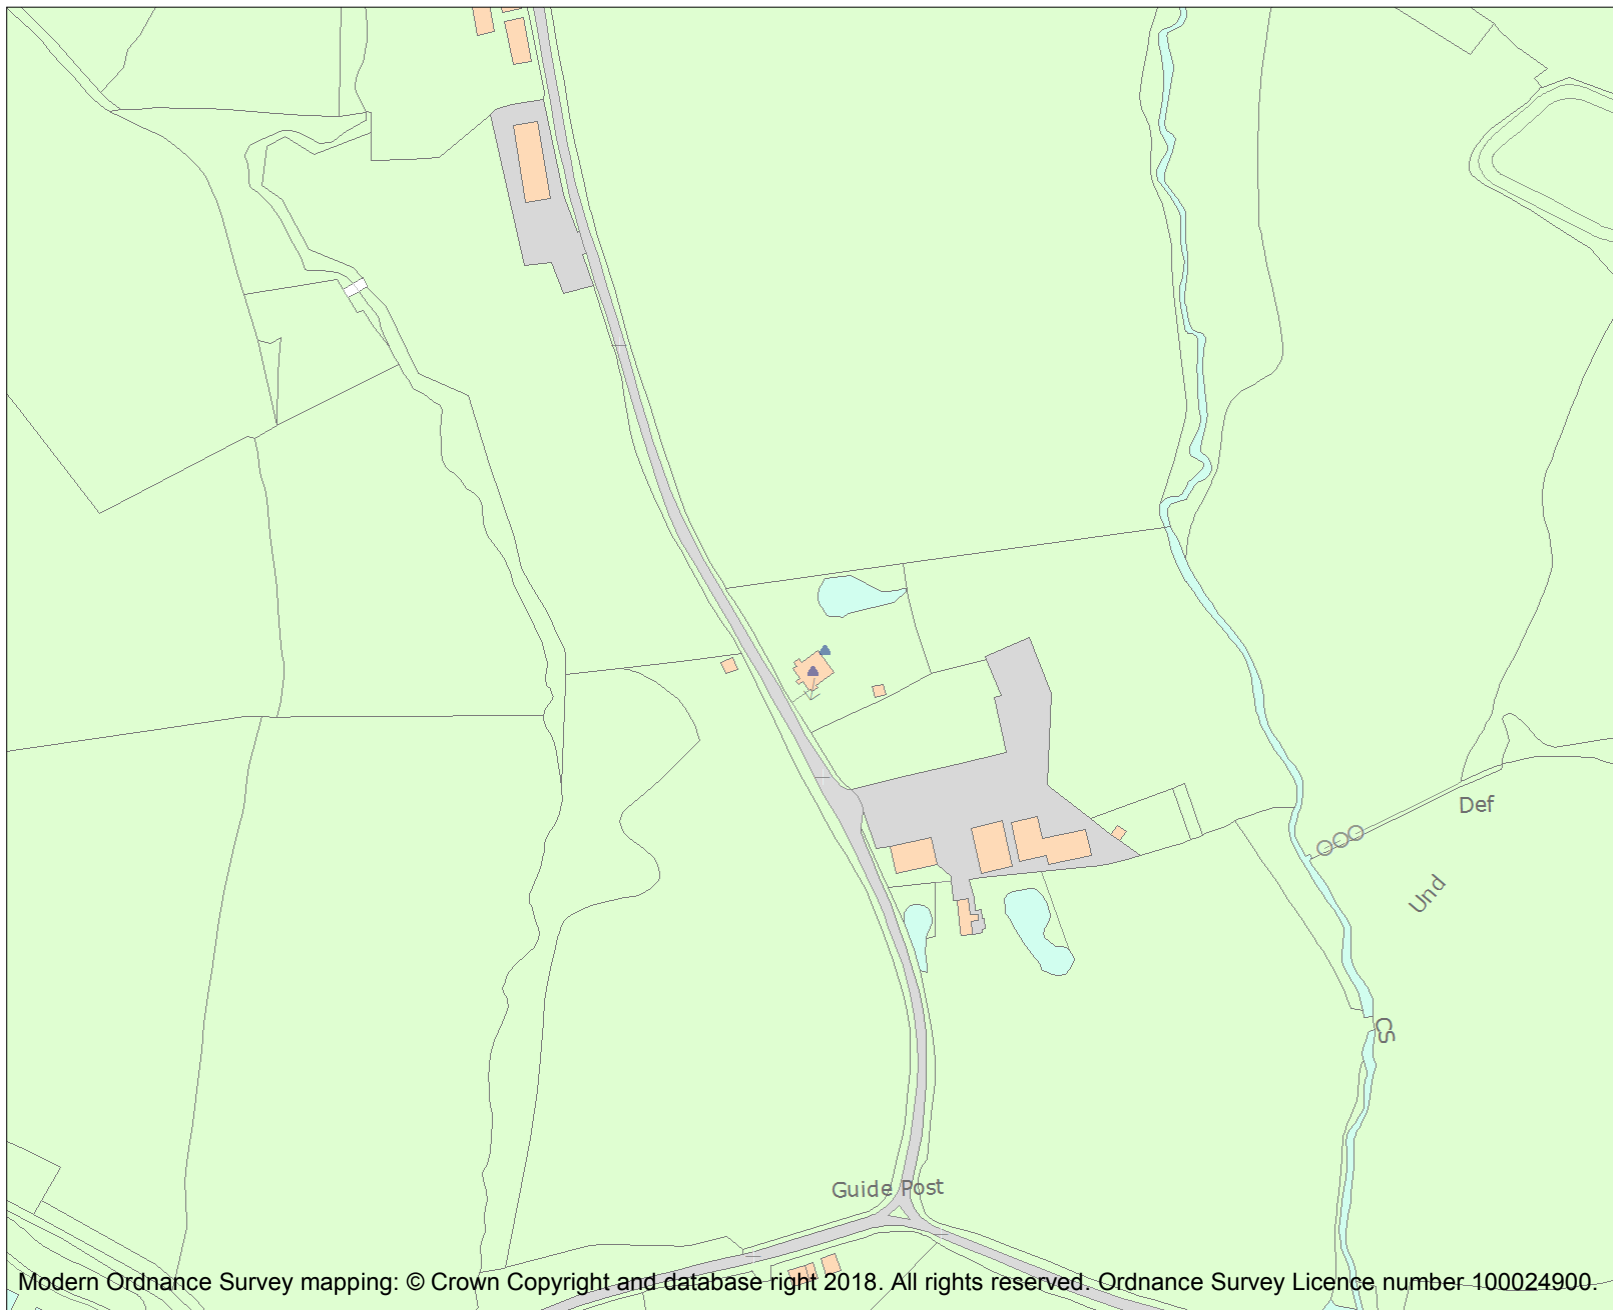 Def
Und
CS
Guide Post
Modern Ordnance Survey mapping: © Crown Copyright and database right 2018. All rights reserved. Ordnance Survey Licence number 100024900.